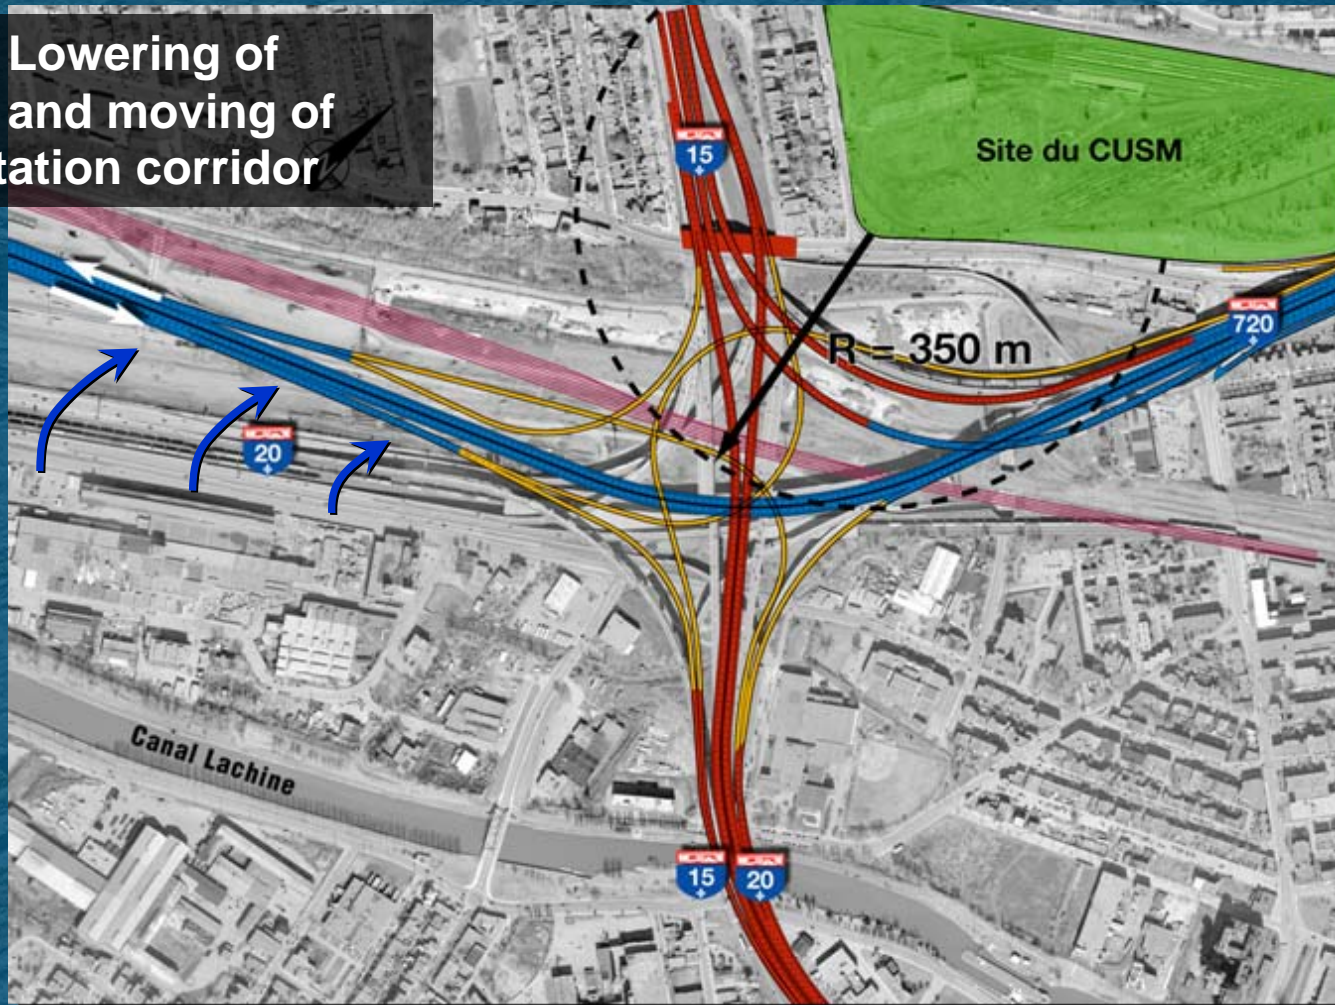 Lowering of
and moving of
tation corridor
15
Site du CUSM
720
R = 350 m
20
Canal Lachine
15
20